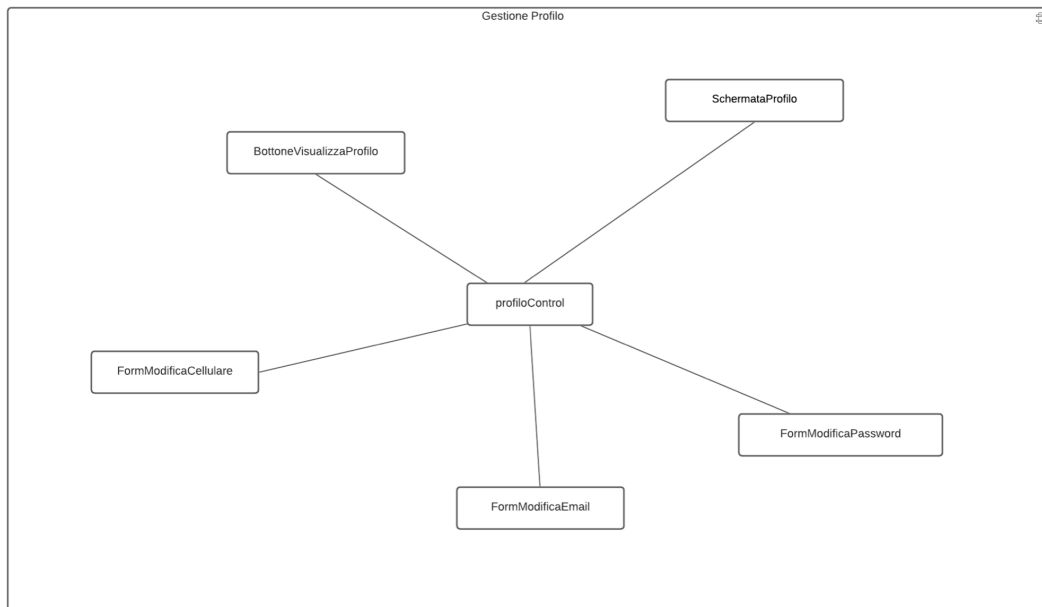 Gestione Profilo
SchermataProfilo
BottoneVisualizzaProfilo
profiloControl
FormModificaCellulare
FormModificaPassword
FormModificaEmail